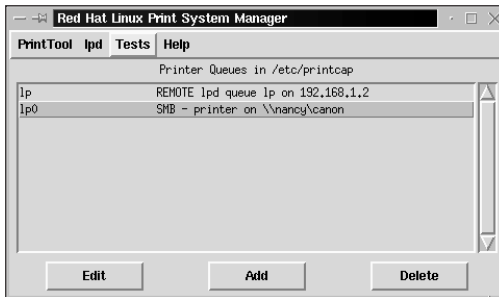 Red Hat Linux Print System Manager
PrintTool lpd Tests Help
Printer Queues in /etc/printcap
lp REMOTE lpd queue lp on 192.168.1.2
lp0 SMB - printer on \\nancy\canon
Edit Add Delete